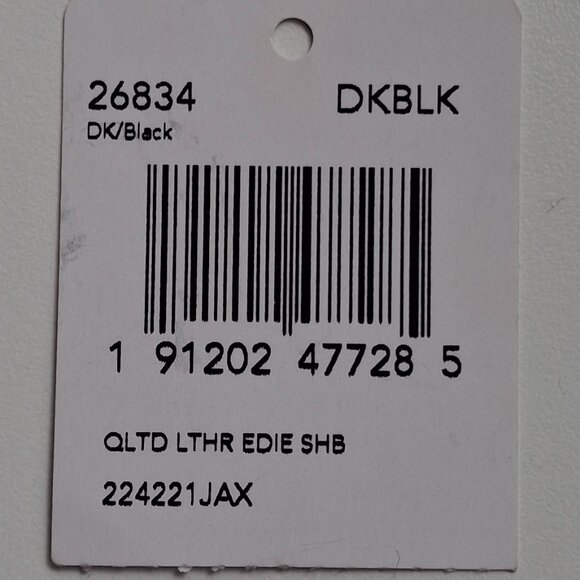 26834 DKBLK
DK/Black
1 91202 47728 5
QLTD LTHR EDIE SHB
224221JAX